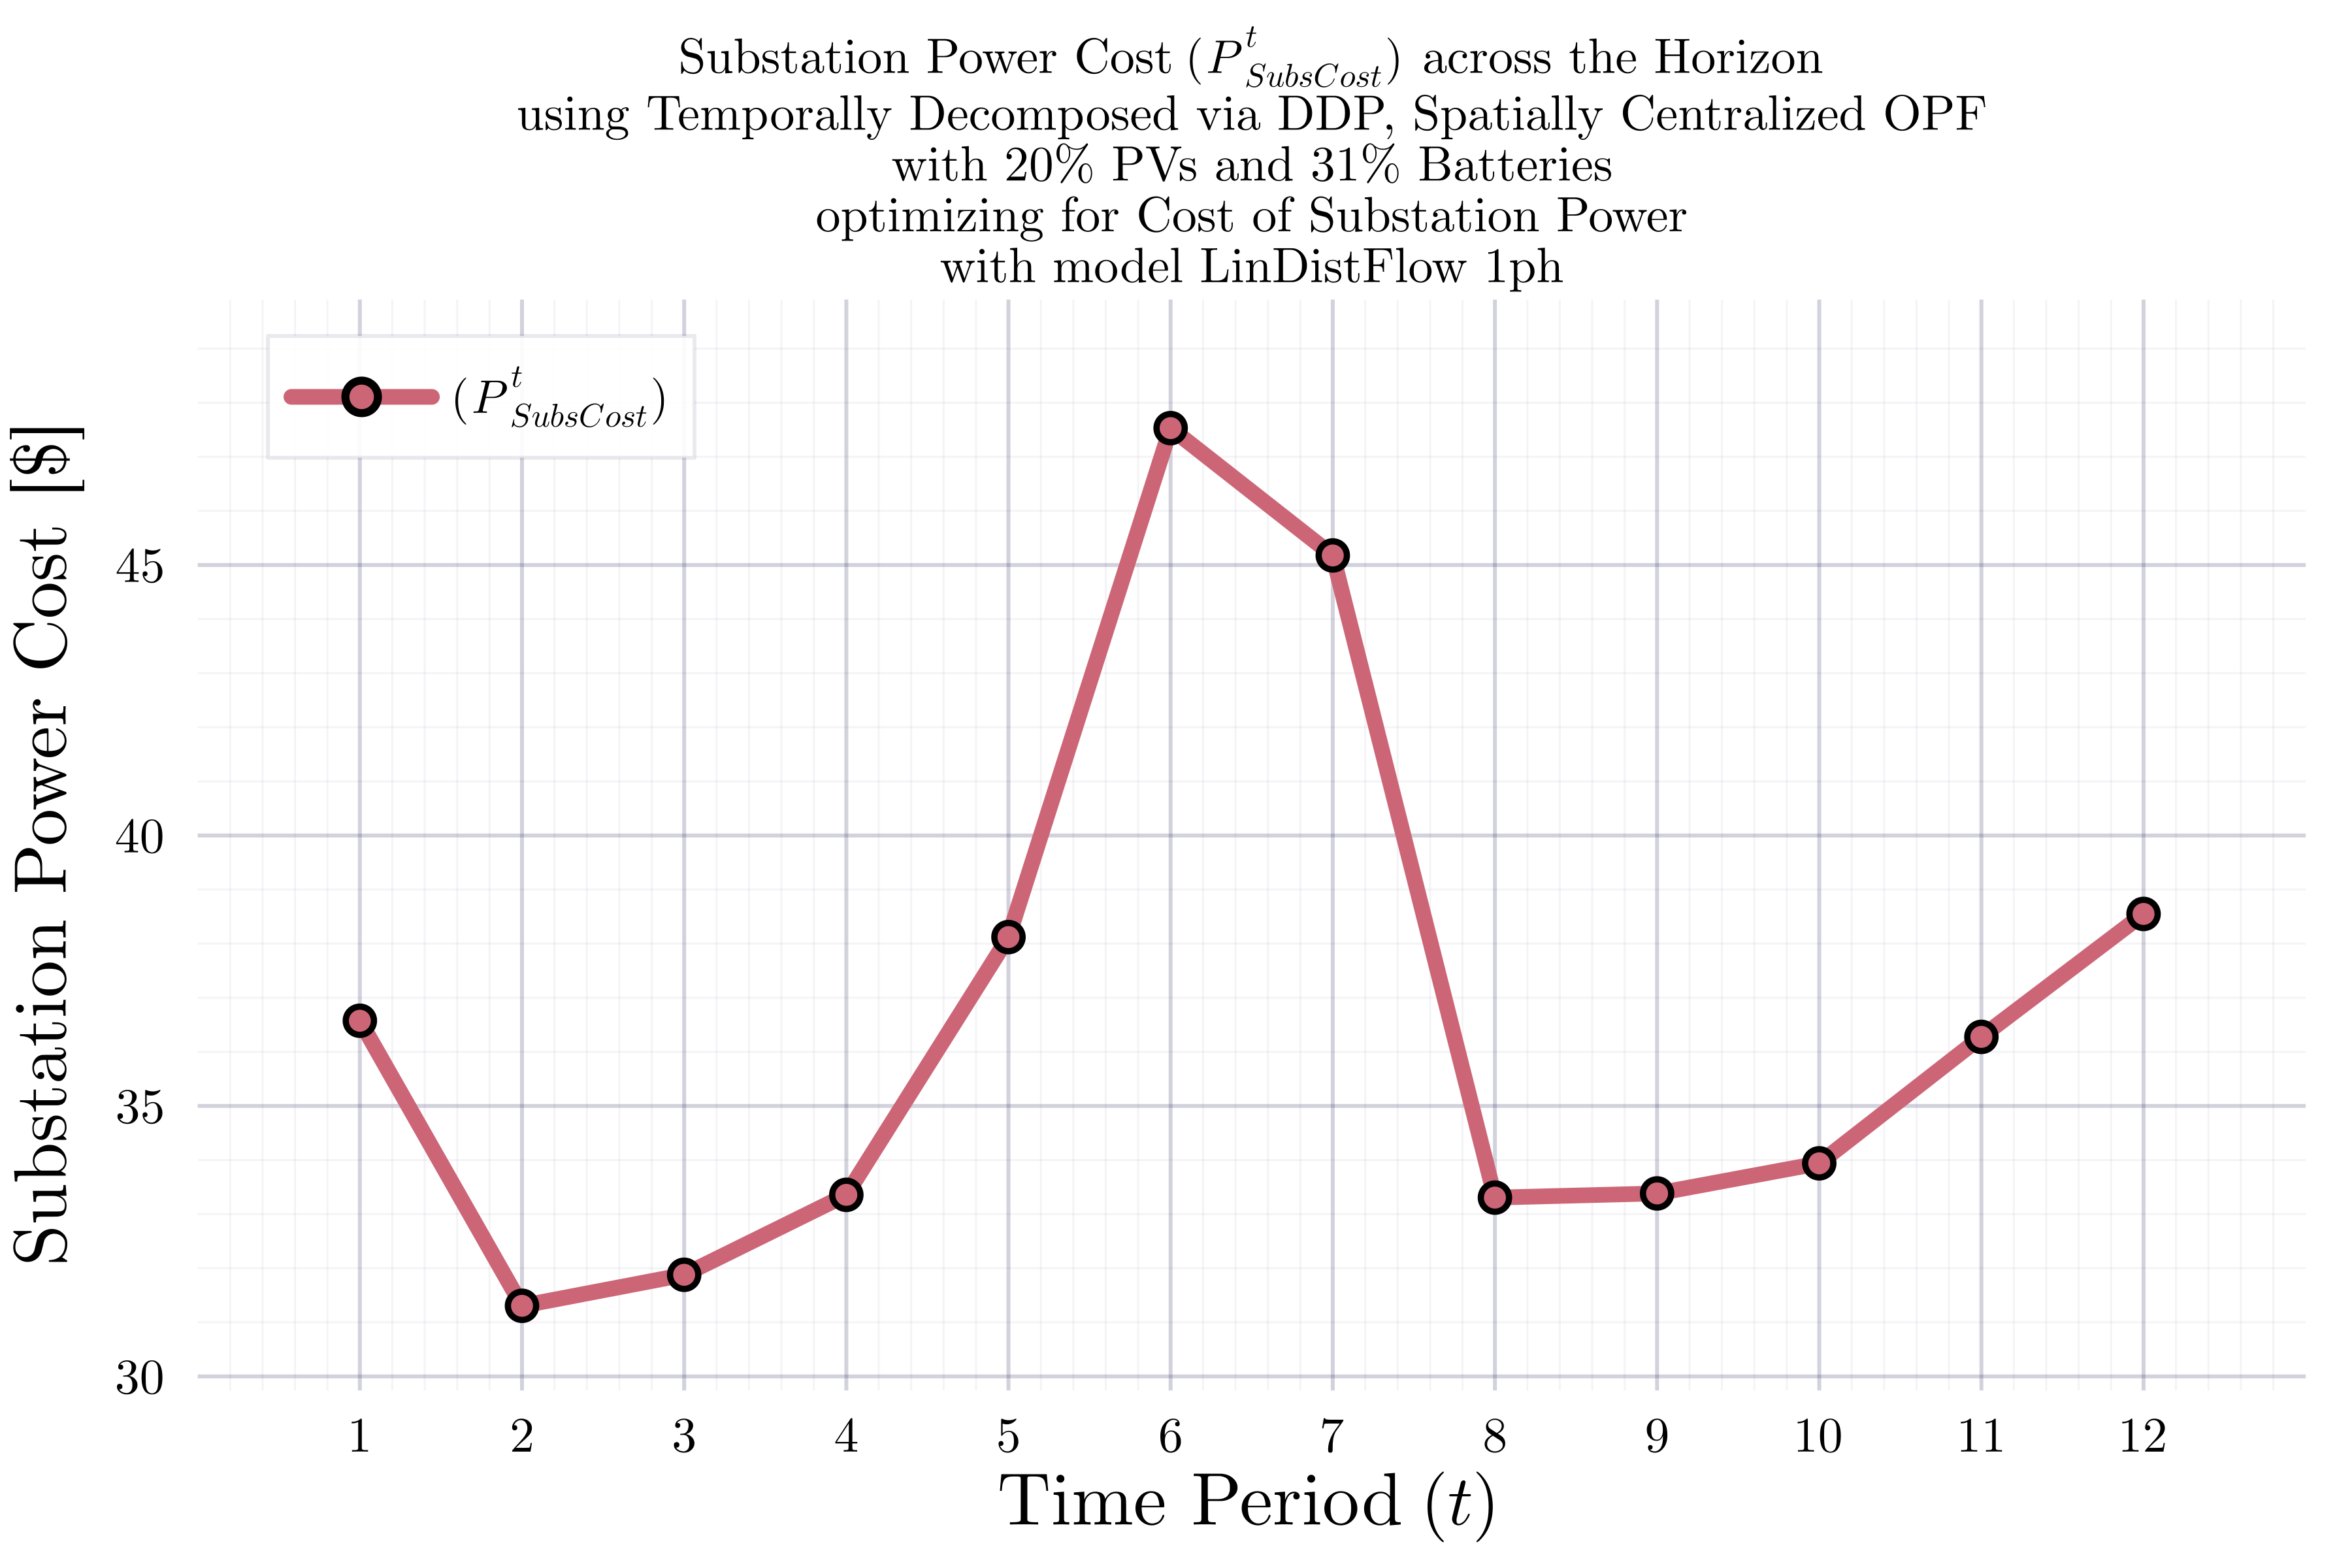 Substation Power Cost (P^t_SubsCost) across the Horizon
using Temporally Decomposed via DDP, Spatially Centralized OPF
with 20% PVs and 31% Batteries
optimizing for Cost of Substation Power
with model LinDistFlow 1ph
(P^t_SubsCost)
Substation Power Cost [$]
45
40
35
30
1 2 3 4 5 6 7 8 9 10 11 12
Time Period (t)